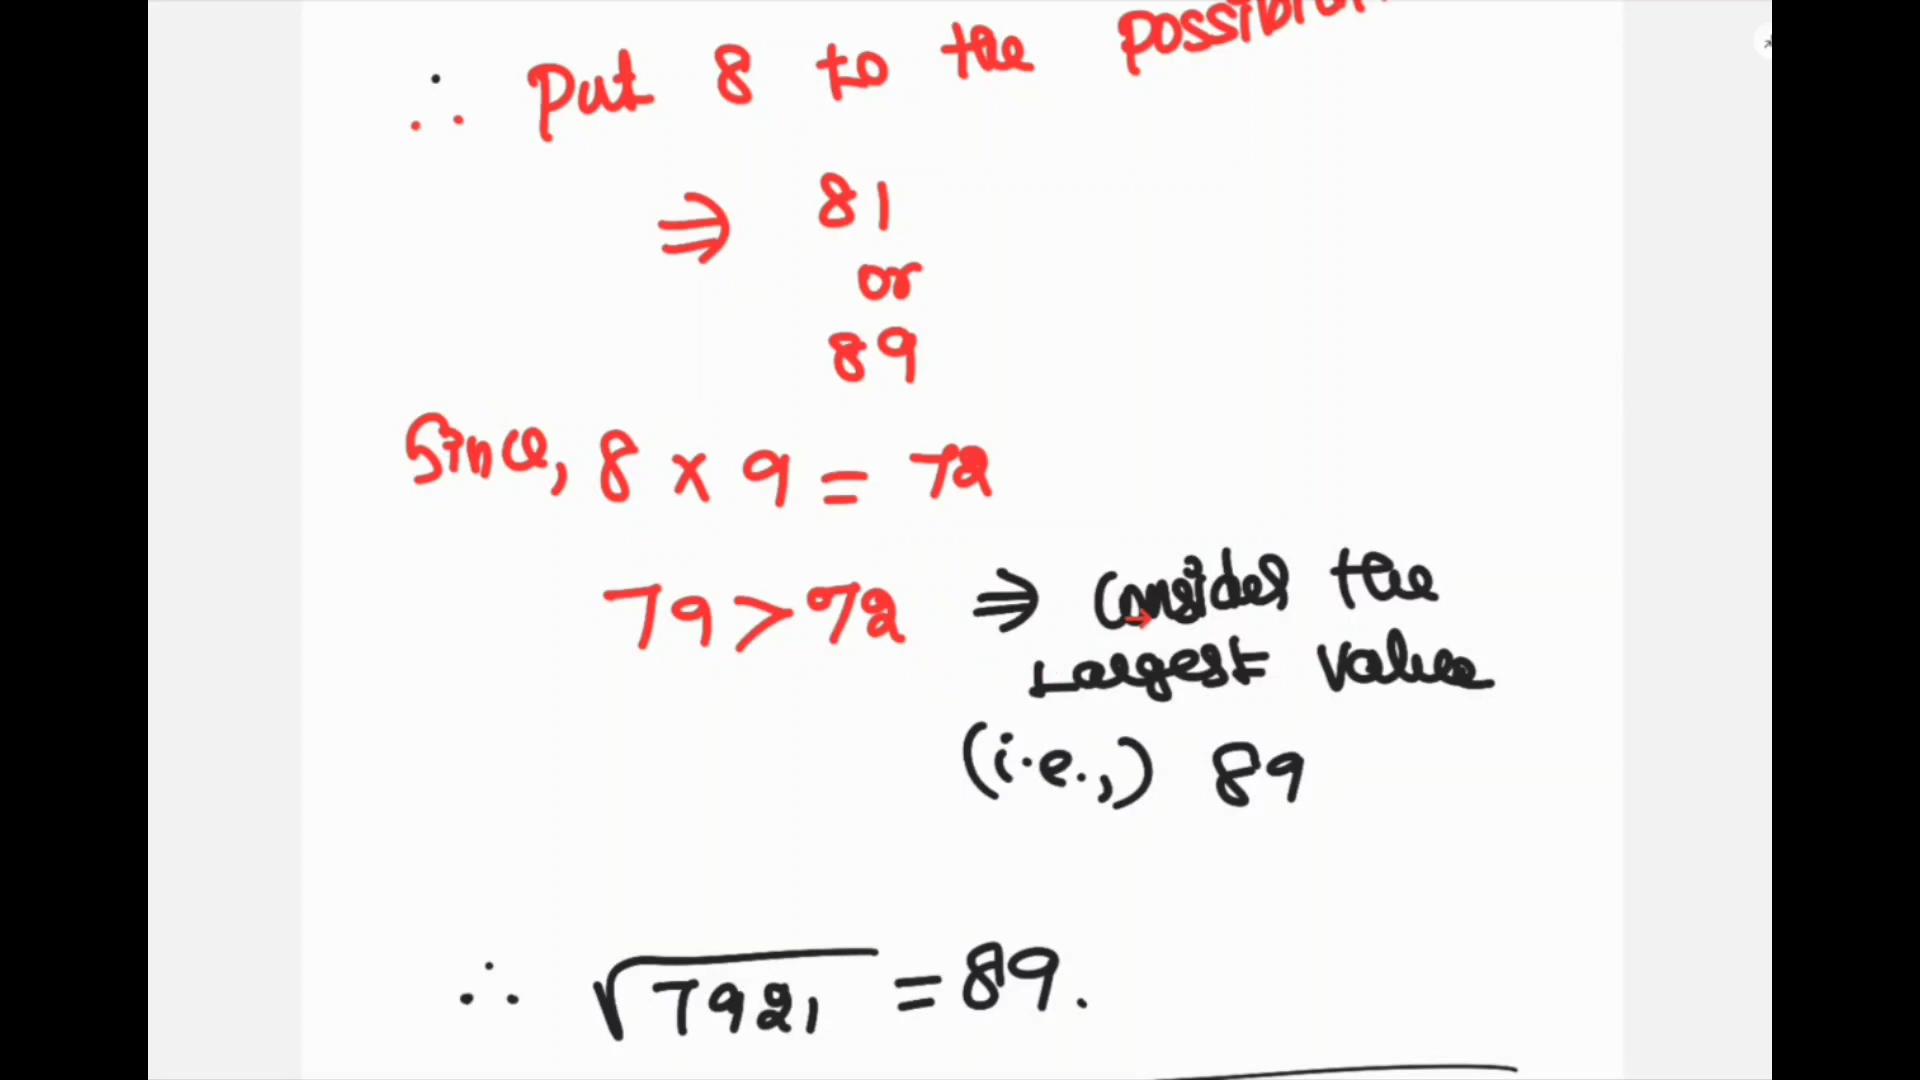 ∴ Put 8 to the
⇒ 81
or
89
Since, 8 × 9 = 72
79 > 72 ⇒ Consider the
Largest value
(i.e.,) 89
∴ √7921 = 89.